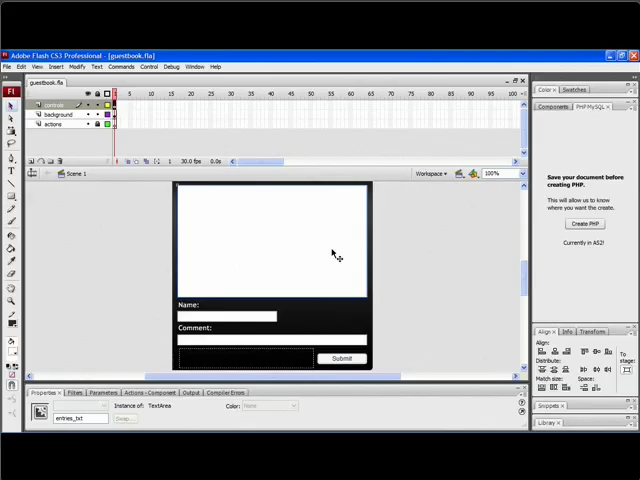 Adobe Flash CS3 Professional - [guestbook.fla]
File Edit View Insert Modify Text Commands Control Debug Window Help
guestbook.fla
5 10 15 20 25 30 35 40 45 50 55 60 65 70 75 80 85 90 95 100
controls
background
actions
1 30.0 fps 0.0s
Scene 1
Workspace
100%
Name:
Comment:
Submit
Properties Filters Parameters Actions - Component Output Compiler Errors
Instance of: TextArea
Color: None
entries_txt
Swap...
Color Swatches
Components PHP MySQL
Save your document before
creating PHP.
This will allow us to
know where you want the create.
Create PHP
Currently in AS2!
Align Info Transform
Align:
Distribute:
Match size:
Space:
To
stage:
Snippets
Library